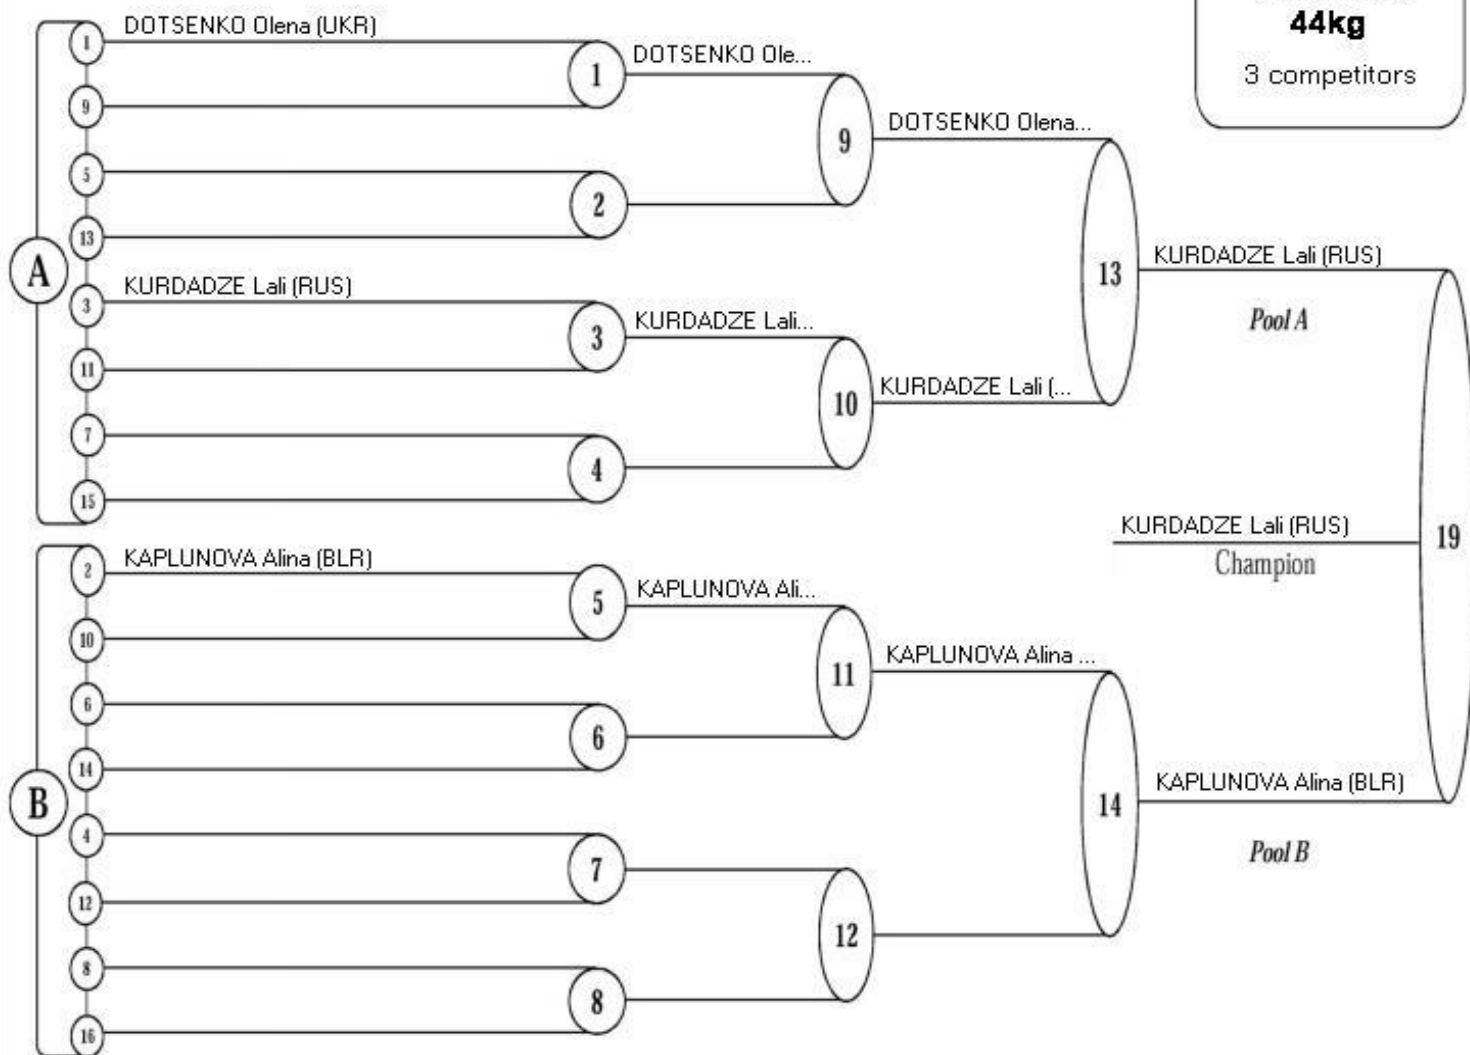 44kg
3 competitors
DOTSENKO Olena (UKR)
1
9
5
13
A
KURDADZE Lali (RUS)
3
11
7
15
1
2
3
4
DOTSENKO Ole...
KURDADZE Lali...
9
10
DOTSENKO Olena...
KURDADZE Lali (...
13
KURDADZE Lali (RUS)
Pool A
KURDADZE Lali (RUS)
Champion
19
KAPLUNOVA Alina (BLR)
2
10
6
14
B
4
12
8
16
5
6
7
8
KAPLUNOVA Ali...
11
12
KAPLUNOVA Alina ...
14
KAPLUNOVA Alina (BLR)
Pool B